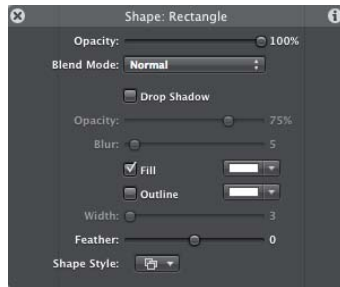 Shape: Rectangle
Opacity: 100%
Blend Mode: Normal
Drop Shadow
Opacity: 75%
Blur: 5
Fill
Outline
Width: 3
Feather: 0
Shape Style: